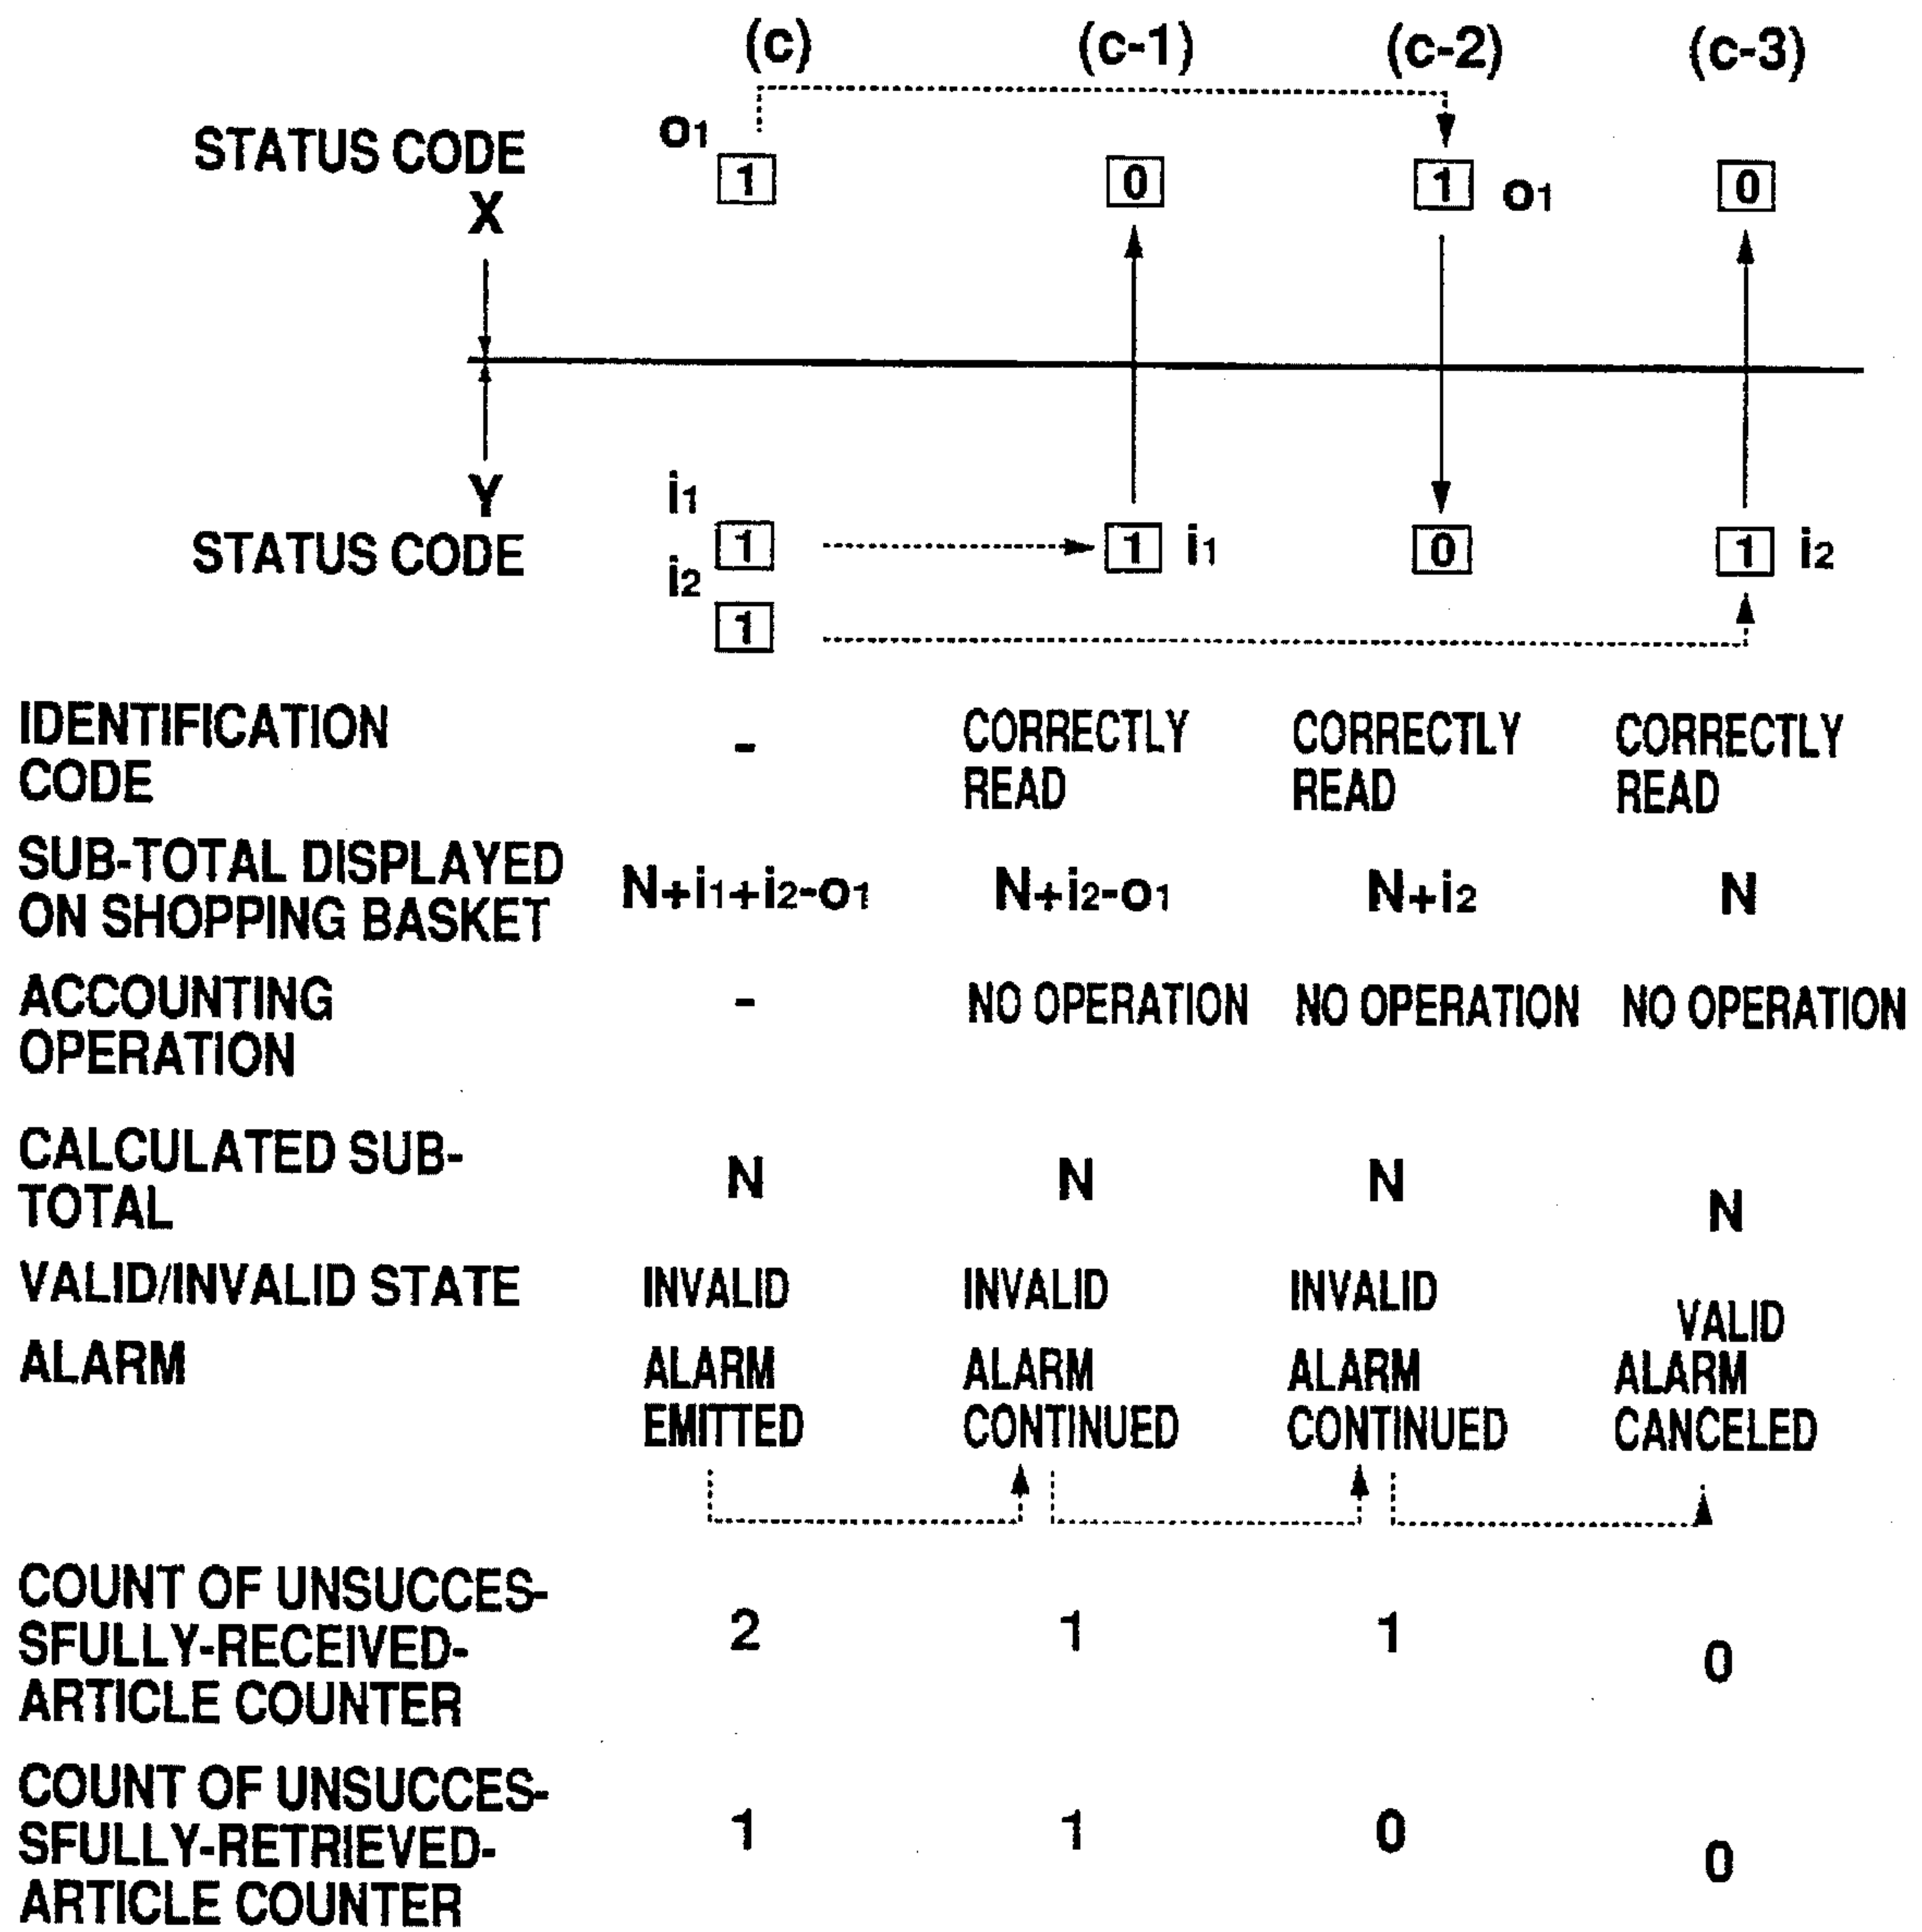 (c) (c-1) (c-2) (c-3)
STATUS CODE
X
o1
1 0 1 o1 0
Y
STATUS CODE
i1
1 1 i1 0 1 i2
i2
1
IDENTIFICATION
CODE
-
CORRECTLY
READ
CORRECTLY
READ
CORRECTLY
READ
SUB-TOTAL DISPLAYED
ON SHOPPING BASKET
N+i1+i2-o1 N+i2-o1 N+i2 N
ACCOUNTING
OPERATION
- NO OPERATION NO OPERATION NO OPERATION
CALCULATED SUB-
TOTAL
N N N N
VALID/INVALID STATE INVALID INVALID INVALID VALID
ALARM
ALARM
EMITTED
ALARM
CONTINUED
ALARM
CONTINUED
ALARM
CANCELED
COUNT OF UNSUCCES-
SFULLY-RECEIVED-
ARTICLE COUNTER
2 1 1 0
COUNT OF UNSUCCES-
SFULLY-RETRIEVED-
ARTICLE COUNTER
1 1 0 0